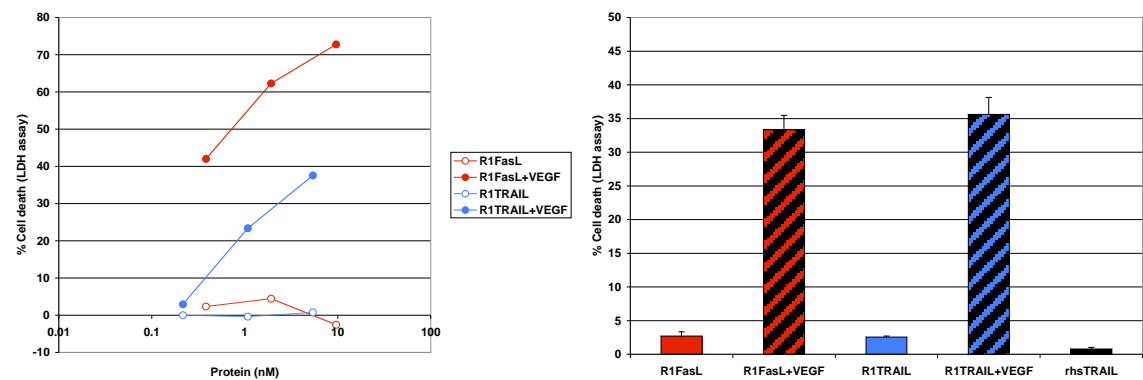 80
70
60
50
40
30
20
10
0
-10
% Cell death (LDH assay)
0.01 0.1 1 10 100
Protein (nM)
R1FasL
R1FasL+VEGF
R1TRAIL
R1TRAIL+VEGF
50
45
40
35
30
25
20
15
10
5
0
% Cell death (LDH assay)
R1FasL R1FasL+VEGF R1TRAIL R1TRAIL+VEGF rhsTRAIL